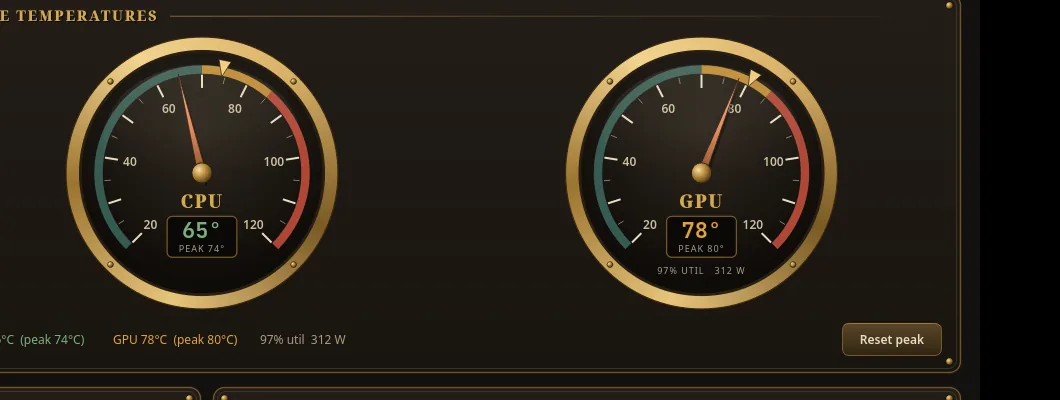 E TEMPERATURES
60 80
40 100
20 120
CPU
65°
PEAK 74°
60 80
40 100
20 120
GPU
78°
PEAK 80°
97% UTIL 312 W
°C (peak 74°C) GPU 78°C (peak 80°C) 97% util 312 W
Reset peak